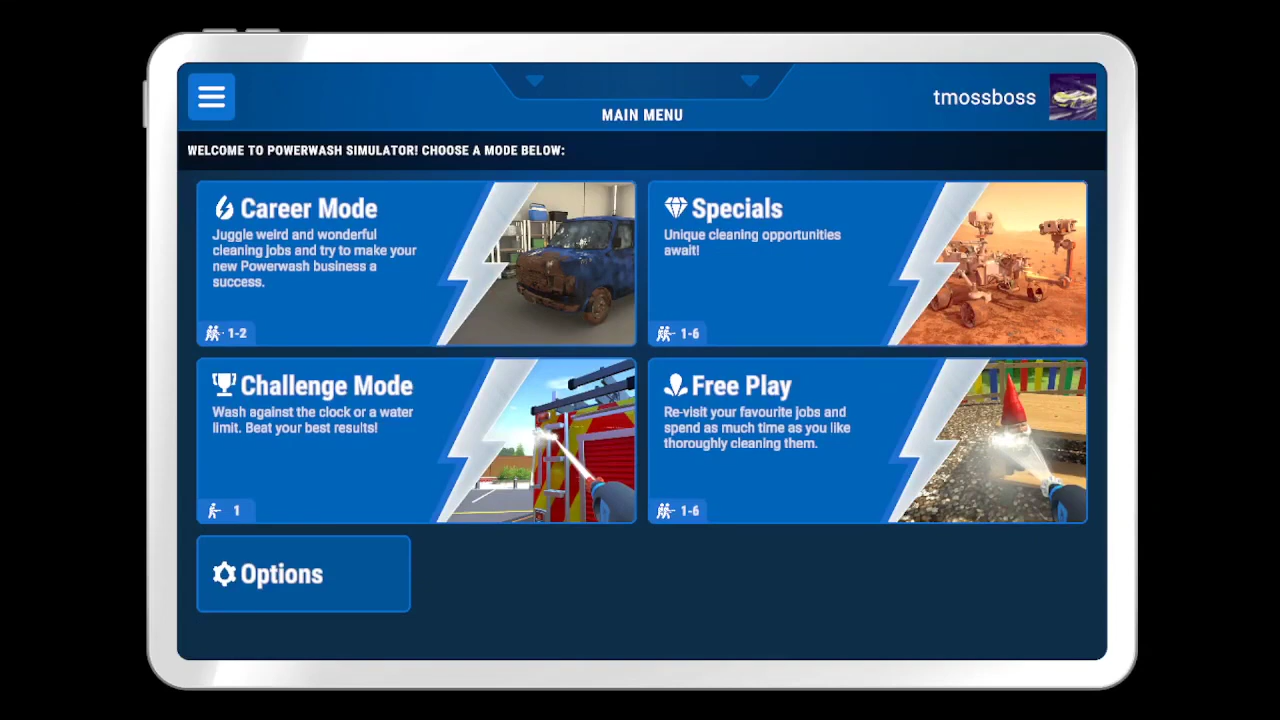 tmossboss
MAIN MENU
WELCOME TO POWERWASH SIMULATOR! CHOOSE A MODE BELOW:
Career Mode
Juggle weird and wonderful
cleaning jobs and try to make your
new Powerwash business a
success.
1-2
Specials
Unique cleaning opportunities
await!
1-6
Challenge Mode
Wash against the clock or a water
limit. Beat your best results!
1
Free Play
Re-visit your favourite jobs and
spend as much time as you like
thoroughly cleaning them.
1-6
Options